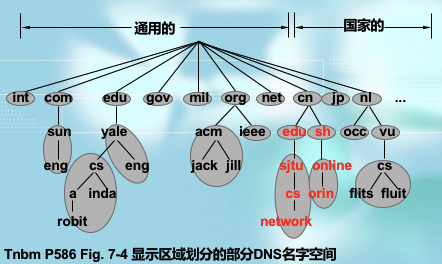 通用的 国家的
int com edu gov mil org net cn jp nl ...
sun yale acm ieee edu sh occ vu
eng cs eng jack jill sjtu online cs
a inda cs orin flits fluit
robit network
Tnbm P586 Fig. 7-4 显示区域划分的部分DNS名字空间